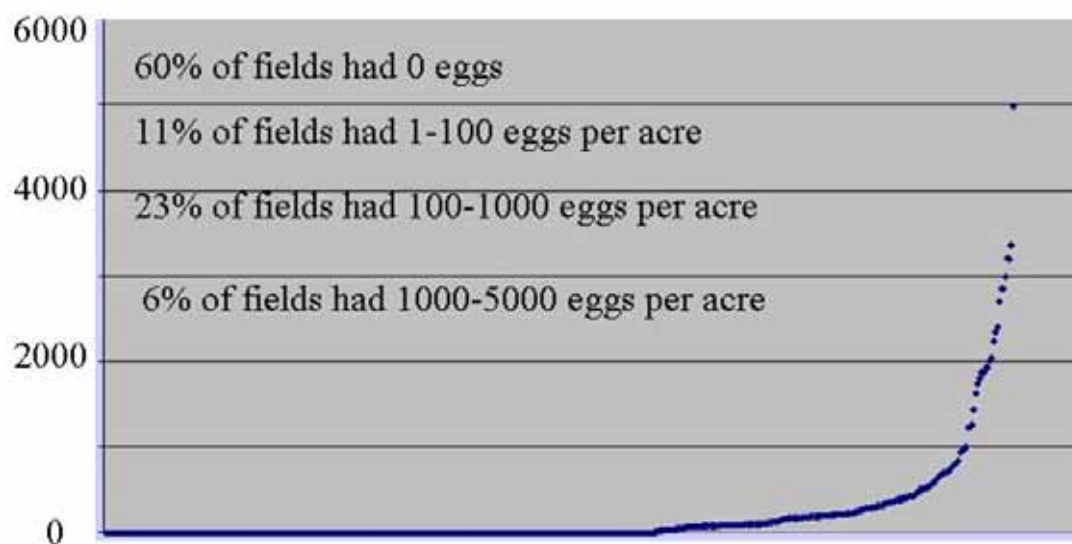 6000
60% of fields had 0 eggs
11% of fields had 1-100 eggs per acre
4000
23% of fields had 100-1000 eggs per acre
6% of fields had 1000-5000 eggs per acre
2000
0